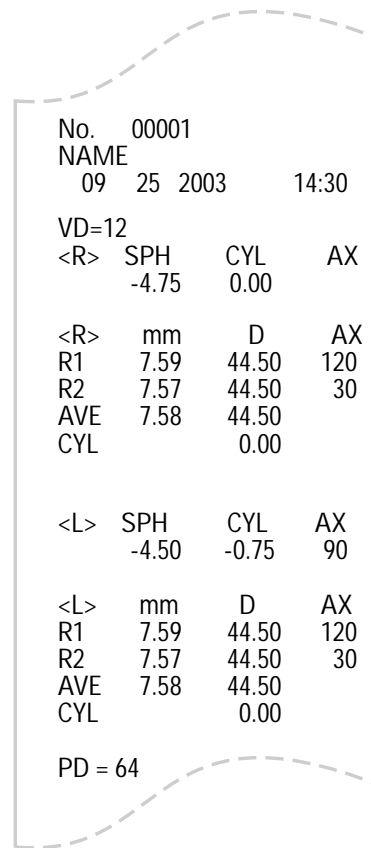 No. 00001
NAME
09 25 2003 14:30
VD=12
<R> SPH CYL AX
-4.75 0.00
<R> mm D AX
R1 7.59 44.50 120
R2 7.57 44.50 30
AVE 7.58 44.50
CYL 0.00
<L> SPH CYL AX
-4.50 -0.75 90
<L> mm D AX
R1 7.59 44.50 120
R2 7.57 44.50 30
AVE 7.58 44.50
CYL 0.00
PD = 64